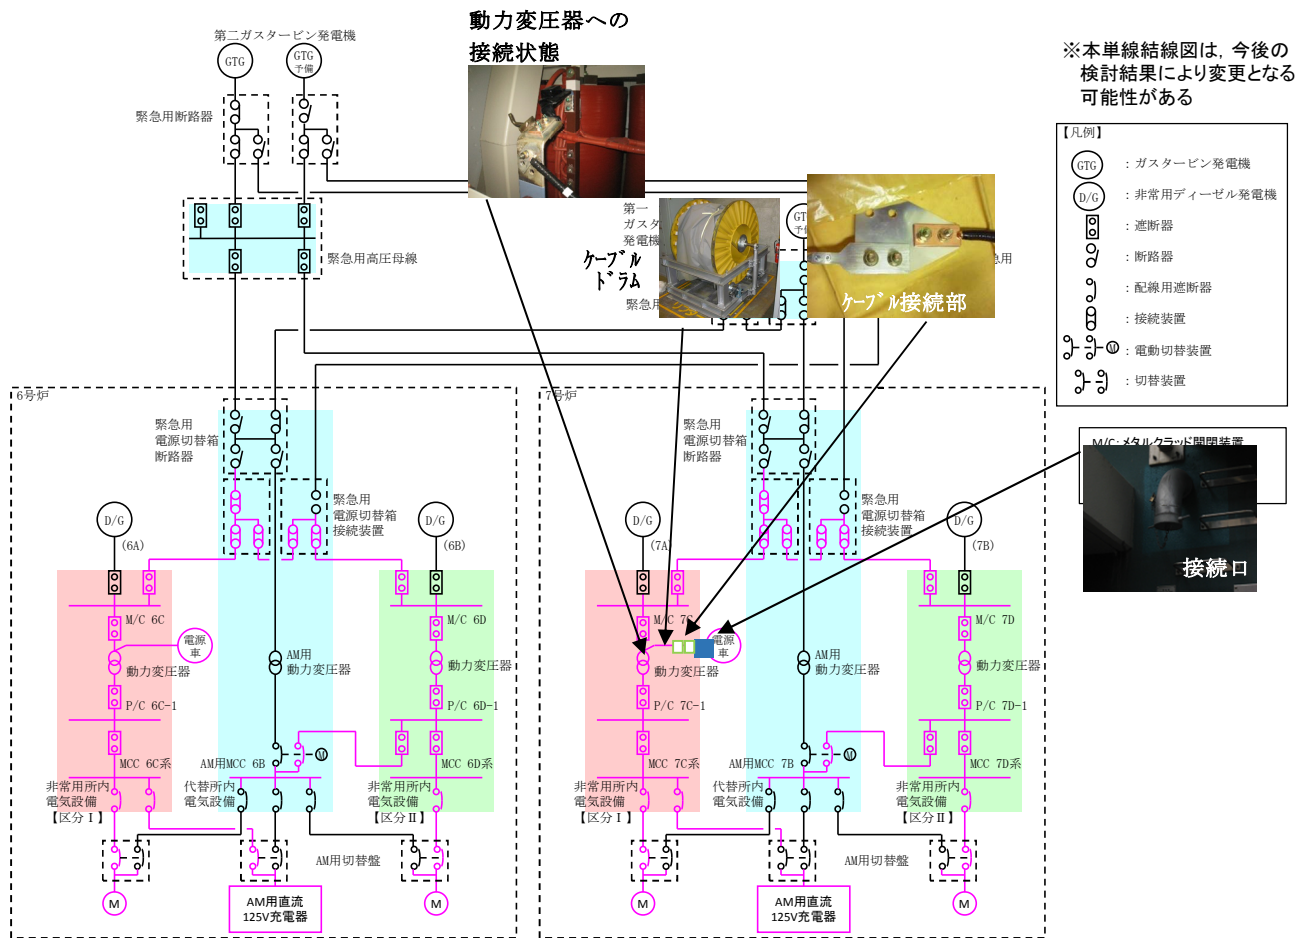 動力変圧器への
接続状態
第二ガスタービン発電機
GTG
GTG
予備
緊急用断路器
緊急用高圧母線
※本単線結線図は，今後の
検討結果により変更となる
可能性がある
【凡例】
GTG
：ガスタービン発電機
D/G
：非常用ディーゼル発電機
：遮断器
：断路器
：配線用遮断器
：接続装置
M
：電動切替装置
：切替装置
M/C：メタルクラッド開閉装置
接続口
第一
ガスタ
発電機
ケーブル
ドラム
緊急用
ケーブル接続部
6号炉
緊急用
電源切替箱
断路器
緊急用
電源切替箱
接続装置
D/G
(6A)
D/G
(6B)
M/C 6C
M/C 6D
電源
車
動力変圧器
AM用
動力変圧器
動力変圧器
P/C 6C-1
P/C 6D-1
M
MCC 6C系
AM用MCC 6B
MCC 6D系
非常用所内
電気設備
【区分Ⅰ】
代替所内
電気設備
非常用所内
電気設備
【区分Ⅱ】
AM用切替盤
M
AM用直流
125V充電器
M
7号炉
緊急用
電源切替箱
断路器
緊急用
電源切替箱
接続装置
D/G
(7A)
D/G
(7B)
M/C 7C
M/C 7D
電源
車
動力変圧器
AM用
動力変圧器
動力変圧器
P/C 7C-1
P/C 7D-1
M
MCC 7C系
AM用MCC 7B
MCC 7D系
非常用所内
電気設備
【区分Ⅰ】
代替所内
電気設備
非常用所内
電気設備
【区分Ⅱ】
AM用切替盤
M
AM用直流
125V充電器
M